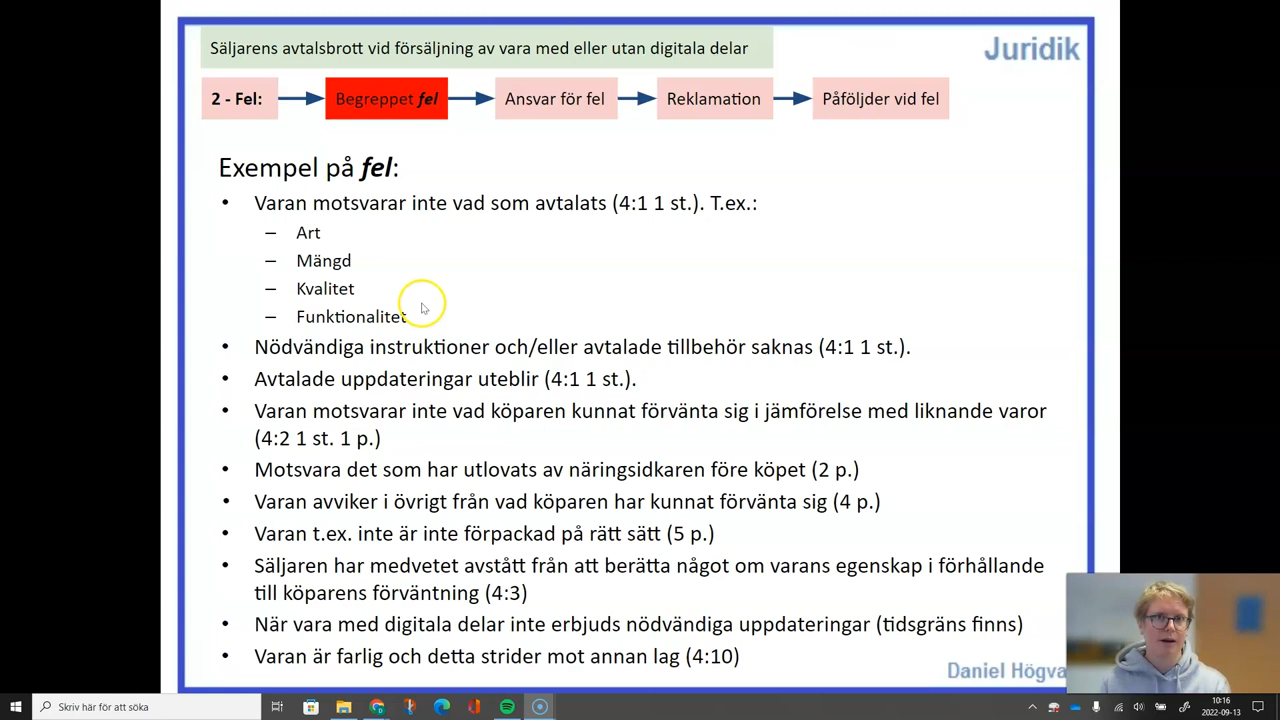 Säljarens avtalsbrott vid försäljning av vara med eller utan digitala delar
Juridik
2 - Fel:
Begreppet fel
Ansvar för fel
Reklamation
Påföljder vid fel
Exempel på fel:
• Varan motsvarar inte vad som avtalats (4:1 1 st.). T.ex.:
– Art
– Mängd
– Kvalitet
– Funktionalitet
• Nödvändiga instruktioner och/eller avtalade tillbehör saknas (4:1 1 st.).
• Avtalade uppdateringar uteblir (4:1 1 st.).
• Varan motsvarar inte vad köparen kunnat förvänta sig i jämförelse med liknande varor
(4:2 1 st. 1 p.)
• Motsvara det som har utlovats av näringsidkaren före köpet (2 p.)
• Varan avviker i övrigt från vad köparen har kunnat förvänta sig (4 p.)
• Varan t.ex. inte är inte förpackad på rätt sätt (5 p.)
• Säljaren har medvetet avstått från att berätta något om varans egenskap i förhållande
till köparens förväntning (4:3)
• När vara med digitala delar inte erbjuds nödvändiga uppdateringar (tidsgräns finns)
• Varan är farlig och detta strider mot annan lag (4:10)
Daniel Högva
Skriv här för att söka
10:16
2022-09-13